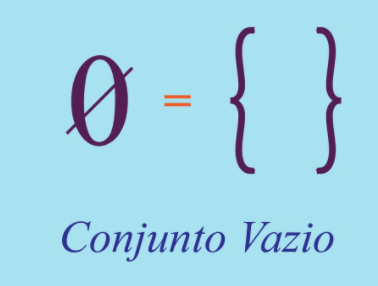 ∅ = { }
Conjunto Vazio